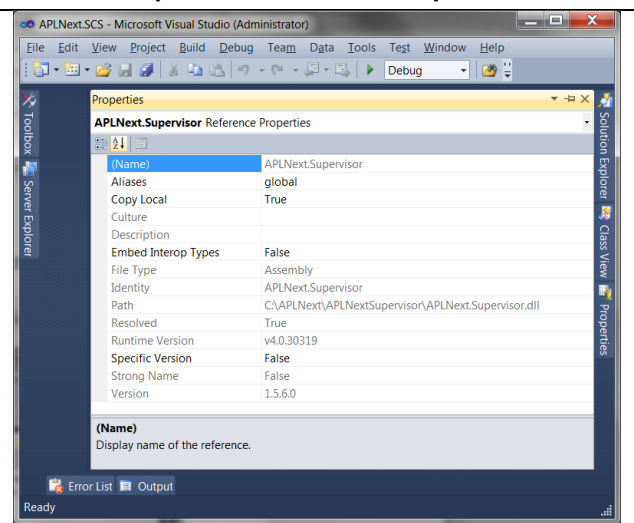 APLNext.SCS - Microsoft Visual Studio (Administrator)
File Edit View Project Build Debug Team Data Tools Test Window Help
Debug
Toolbox
Server Explorer
Properties
APLNext.Supervisor Reference Properties
(Name) APLNext.Supervisor
Aliases global
Copy Local True
Culture
Description
Embed Interop Types False
File Type Assembly
Identity APLNext.Supervisor
Path C:\APLNext\APLNextSupervisor\APLNext.Supervisor.dll
Resolved True
Runtime Version v4.0.30319
Specific Version False
Strong Name False
Version 1.5.6.0
(Name)
Display name of the reference.
Solution Explorer
Class View
Properties
Error List Output
Ready